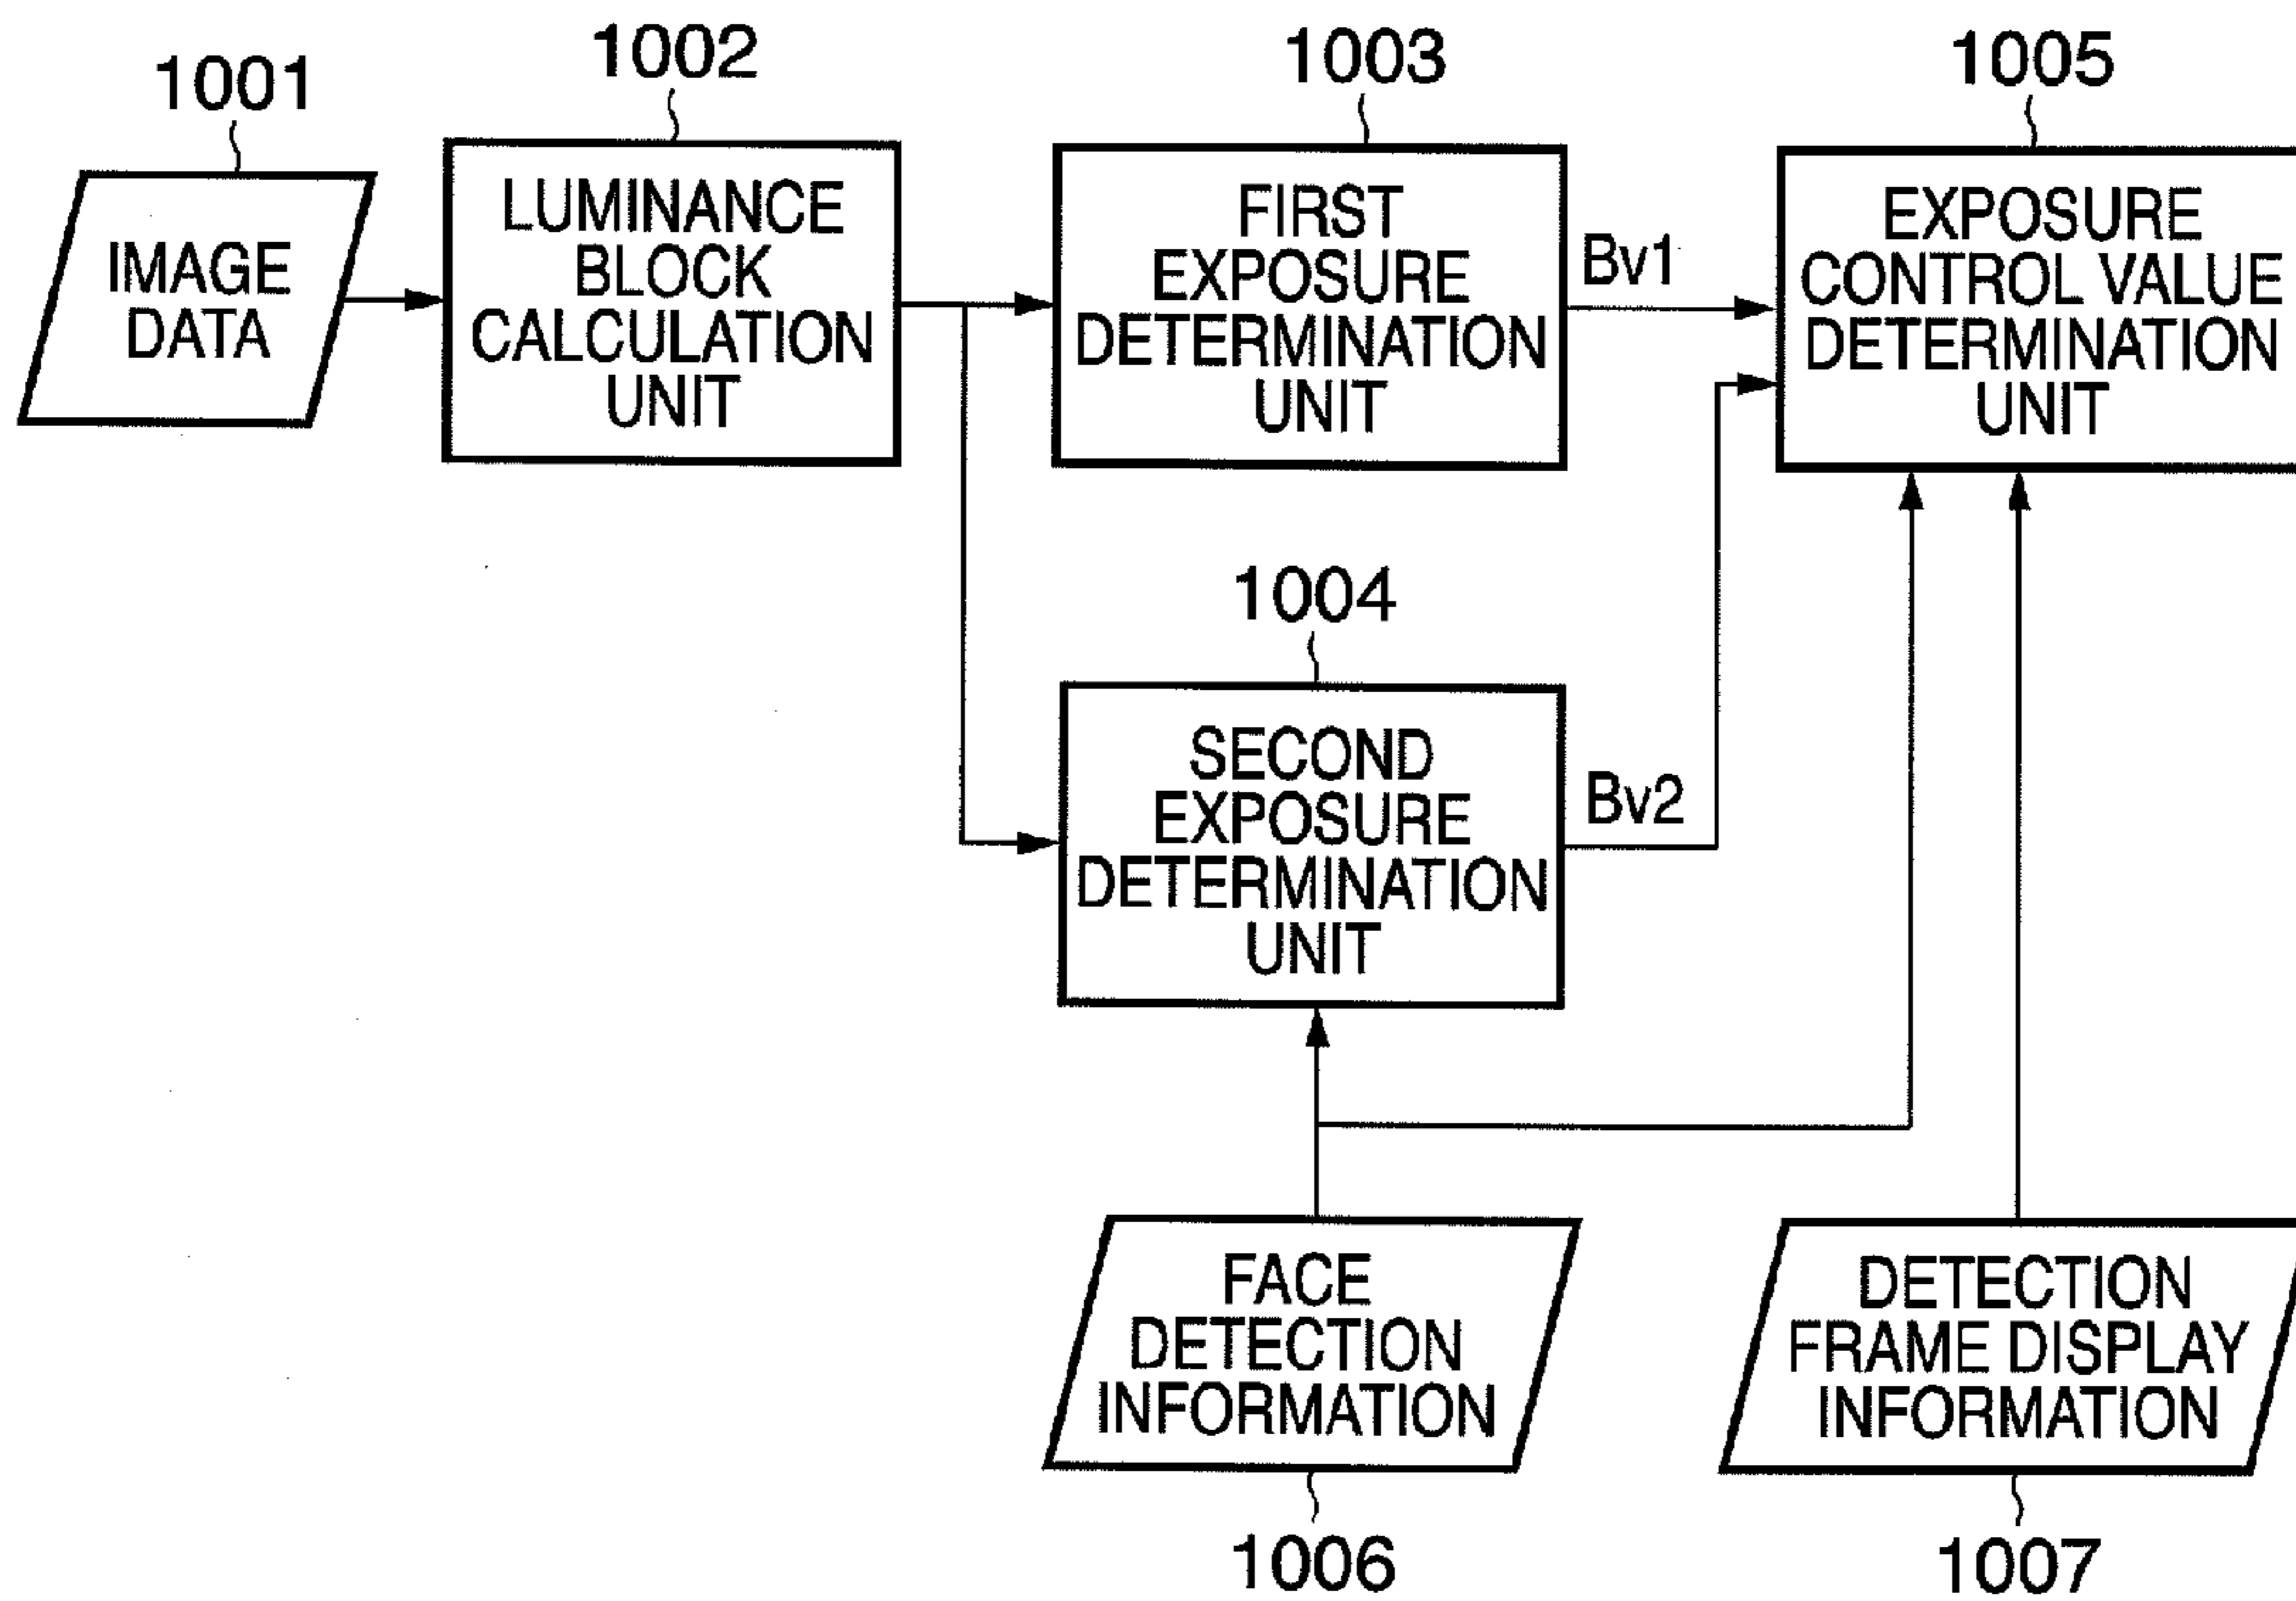 1001
IMAGE
DATA
1002
LUMINANCE
BLOCK
CALCULATION
UNIT
1003
FIRST
EXPOSURE
DETERMINATION
UNIT
Bv1
1005
EXPOSURE
CONTROL VALUE
DETERMINATION
UNIT
1004
SECOND
EXPOSURE
DETERMINATION
UNIT
Bv2
FACE
DETECTION
INFORMATION
1006
DETECTION
FRAME DISPLAY
INFORMATION
1007